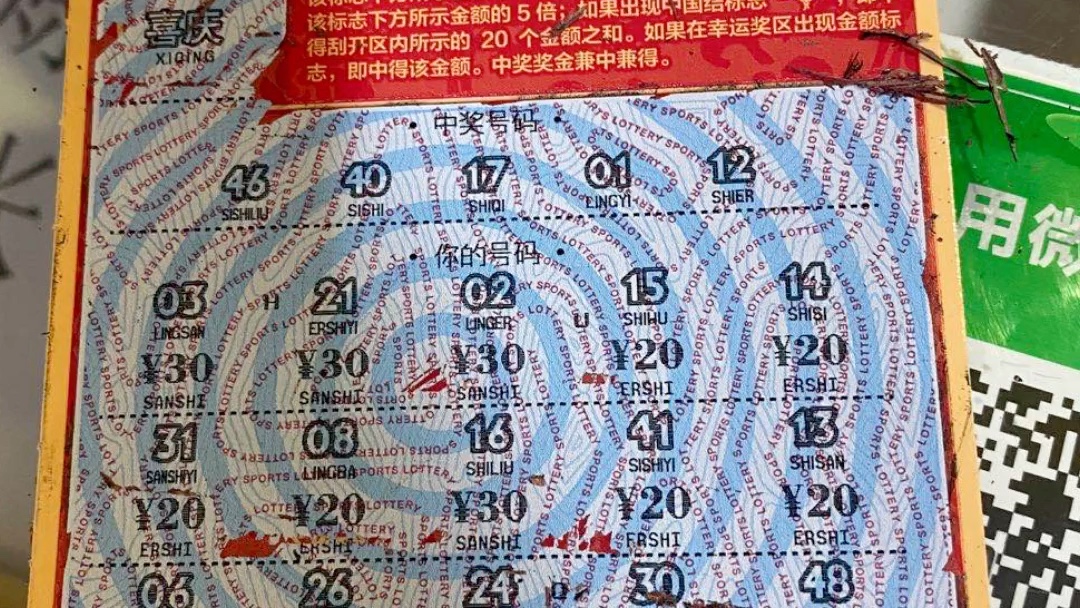 喜庆
XIQING
该标志下方所示金额的 5 倍；如果出现中国结标志
得刮开区内所示的 20 个金额之和。如果在幸运奖区出现金额标
志，即中得该金额。中奖奖金兼中兼得。
中奖号码
46 40 17 01 12
SISHILIU SISHI SHIQI LINGYI SHIER
你的号码
03 H 21 02 U 15 14
LINGSAN ERSHIYI LINGER SHIWU SHISI
¥30 ¥30 ¥30 ¥20 ¥20
SANSHI SANSHI SANSHI ERSHI ERSHI
31 08 16 41 13
SANSHIYI LINGBA SHILIU SISHIYI SHISAN
¥20 ¥20 ¥30 ¥20 ¥20
ERSHI ERSHI SANSHI ERSHI ERSHI
06 26 24 30 48
用微